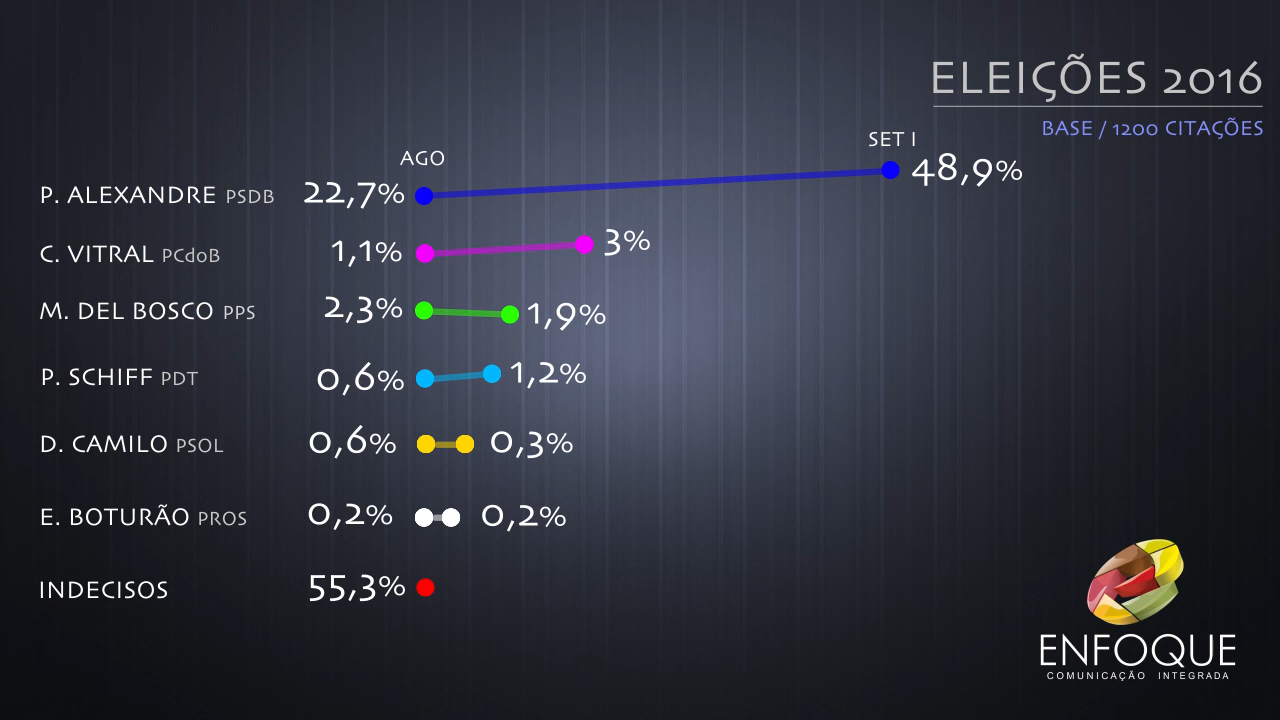 ELEIÇÕES 2016
BASE / 1200 CITAÇÕES
AGO
SET I
P. ALEXANDRE PSDB 22,7% 48,9%
C. VITRAL PCdoB 1,1% 3%
M. DEL BOSCO PPS 2,3% 1,9%
P. SCHIFF PDT 0,6% 1,2%
D. CAMILO PSOL 0,6% 0,3%
E. BOTURÃO PROS 0,2% 0,2%
INDECISOS 55,3%
ENFOQUE
COMUNICAÇÃO INTEGRADA